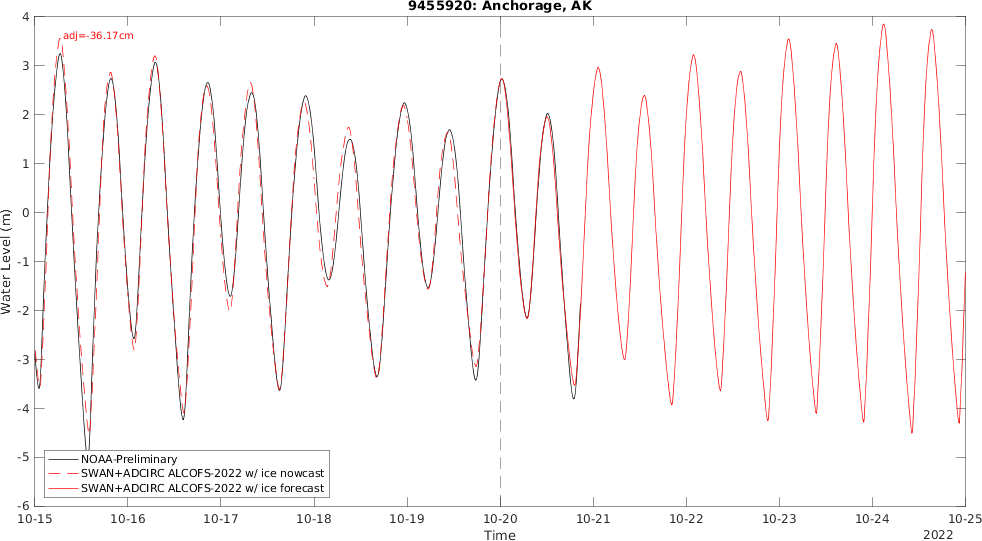 9455920: Anchorage, AK
adj=-36.17cm
4
3
2
1
0
-1
-2
-3
-4
-5
-6
Water Level (m)
NOAA-Preliminary
SWAN+ADCIRC ALCOFS-2022 w/ ice nowcast
SWAN+ADCIRC ALCOFS-2022 w/ ice forecast
10-15 10-16 10-17 10-18 10-19 10-20 10-21 10-22 10-23 10-24 10-25
Time
2022